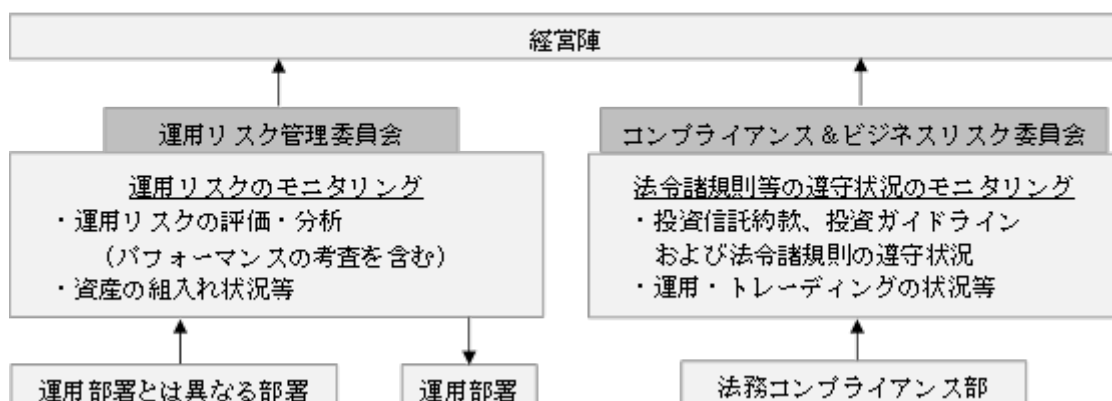 経営陣
運用リスク管理委員会
運用リスクのモニタリング
・運用リスクの評価・分析
（パフォーマンスの考査を含む）
・資産の組入れ状況等
運用部署とは異なる部署
運用部署
コンプライアンス＆ビジネスリスク委員会
法令諸規則等の遵守状況のモニタリング
・投資信託約款、投資ガイドライン
および法令諸規則の遵守状況
・運用・トレーディングの状況等
法務コンプライアンス部